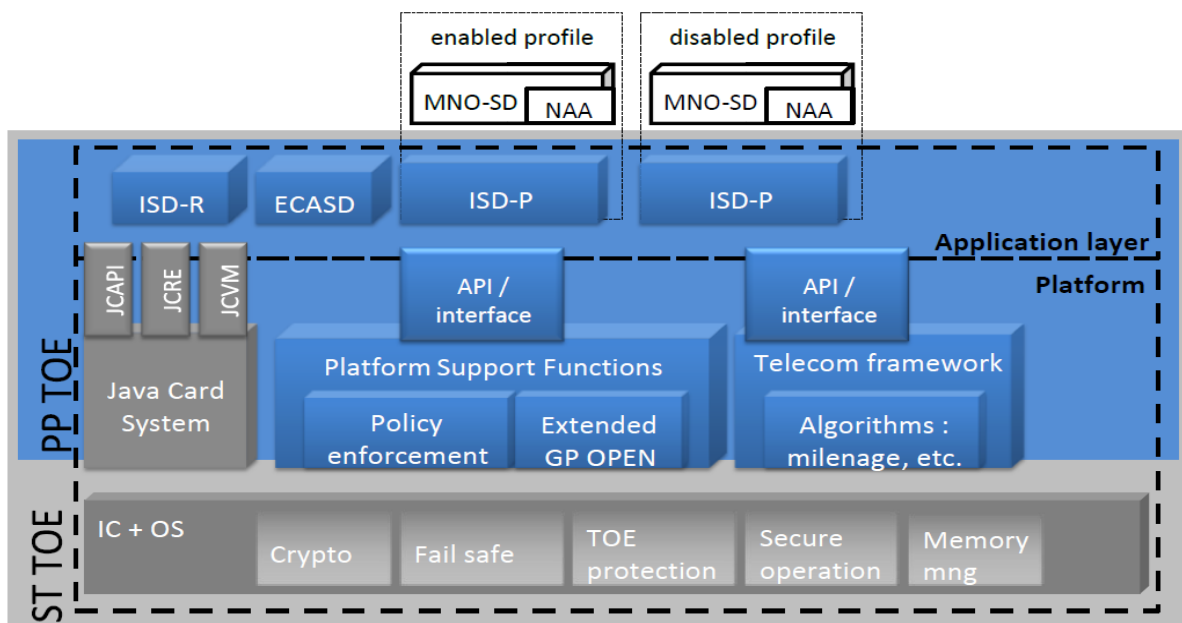 enabled profile
disabled profile
MNO-SD
NAA
MNO-SD
NAA
ISD-R
ECASD
ISD-P
ISD-P
Application layer
Platform
JCAPI
JCRE
JCVM
API /
interface
API /
interface
PP TOE
Java Card
System
Platform Support Functions
Policy
enforcement
Extended
GP OPEN
Telecom framework
Algorithms :
milenage, etc.
ST TOE
IC + OS
Crypto
Fail safe
TOE
protection
Secure
operation
Memory
mng